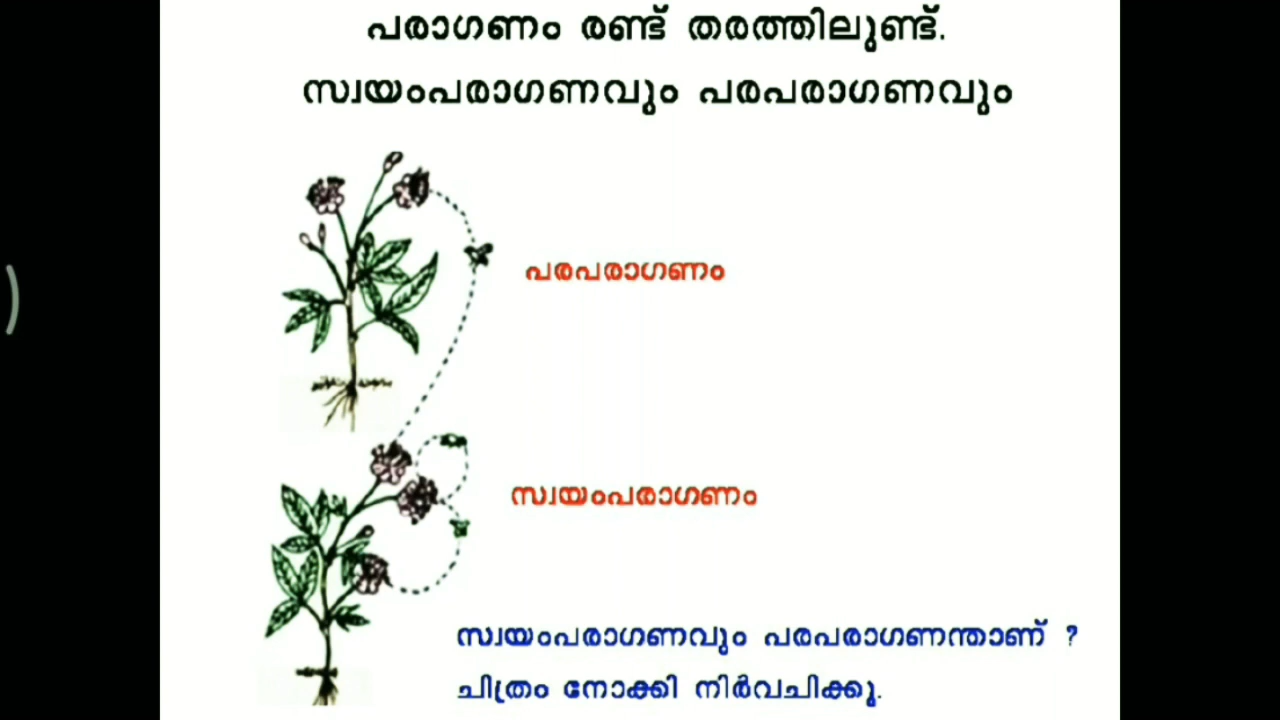 പരാഗണം രണ്ട് തരത്തിലുണ്ട്.
സ്വയംപരാഗണവും പരപരാഗണവും
പരപരാഗണം
സ്വയംപരാഗണം
സ്വയംപരാഗണവും പരപരാഗണന്താണ് ?
ചിത്രം നോക്കി നിർവചിക്കൂ.